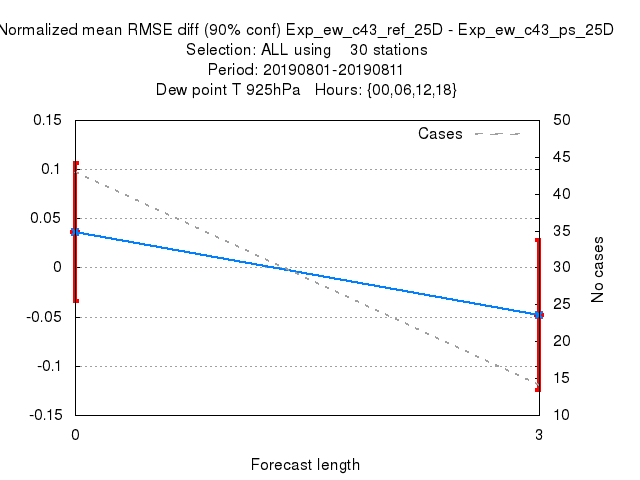 Normalized mean RMSE diff (90% conf) Exp_ew_c43_ref_25D - Exp_ew_c43_ps_25D
Selection: ALL using 30 stations
Period: 20190801-20190811
Dew point T 925hPa Hours: {00,06,12,18}
0.15
0.1
0.05
0
-0.05
-0.1
-0.15
Cases
50
45
40
35
30
25
20
15
10
No cases
0
3
Forecast length